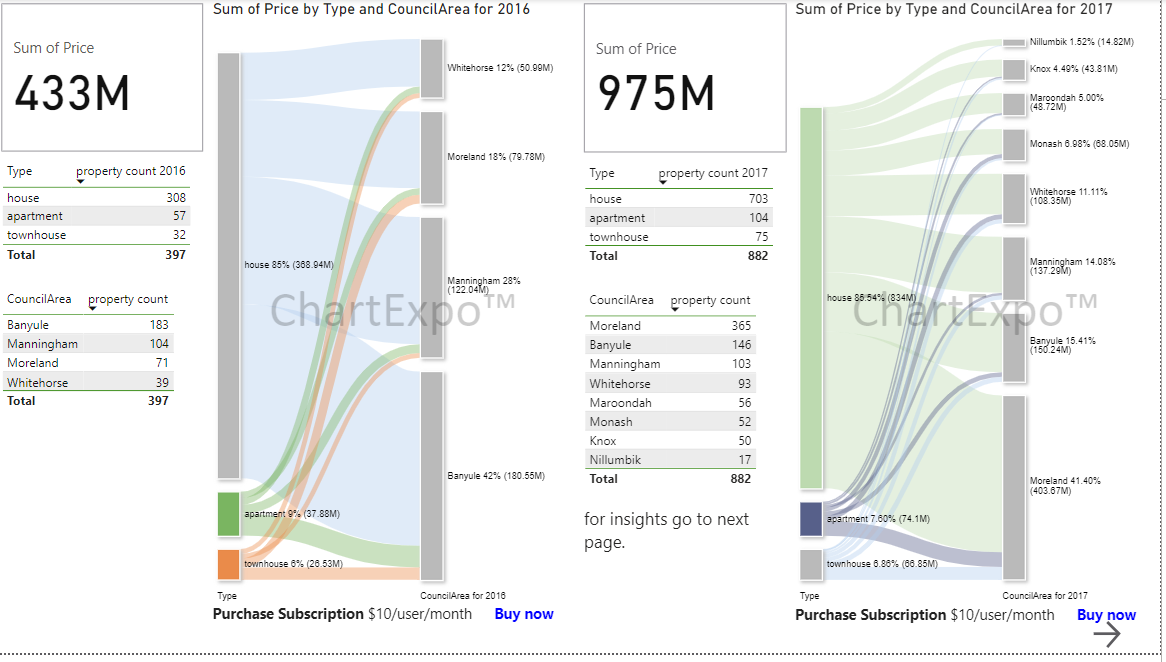 Sum of Price by Type and CouncilArea for 2016
Sum of Price
433M
Type property count 2016
house 308
apartment 57
townhouse 32
Total 397
CouncilArea property count
Banyule 183
Manningham 104
Moreland 71
Whitehorse 39
Total 397
Whitehorse 12% (50.99M)
Moreland 18% (79.78M)
house 85% (368.94M)
Manningham 28%
(122.04M)
ChartExpo™
Banyule 42% (180.55M)
apartment 9% (37.88M)
townhouse 6% (26.53M)
Type CouncilArea for 2016
Purchase Subscription $10/user/month Buy now
Sum of Price by Type and CouncilArea for 2017
Sum of Price
975M
Type property count 2017
house 703
apartment 104
townhouse 75
Total 882
CouncilArea property count
Moreland 365
Banyule 146
Manningham 103
Whitehorse 93
Maroondah 56
Monash 52
Knox 50
Nillumbik 17
Total 882
for insights go to next
page.
Nillumbik 1.52% (14.82M)
Knox 4.49% (43.81M)
Maroondah 5.00%
(48.72M)
Monash 6.98% (68.05M)
Whitehorse 11.11%
(108.35M)
Manningham 14.08%
(137.29M)
house 85.54% (834M)
ChartExpo™
Banyule 15.41%
(150.24M)
Moreland 41.40%
(403.67M)
apartment 7.60% (74.1M)
townhouse 6.86% (66.85M)
Type CouncilArea for 2017
Purchase Subscription $10/user/month Buy now